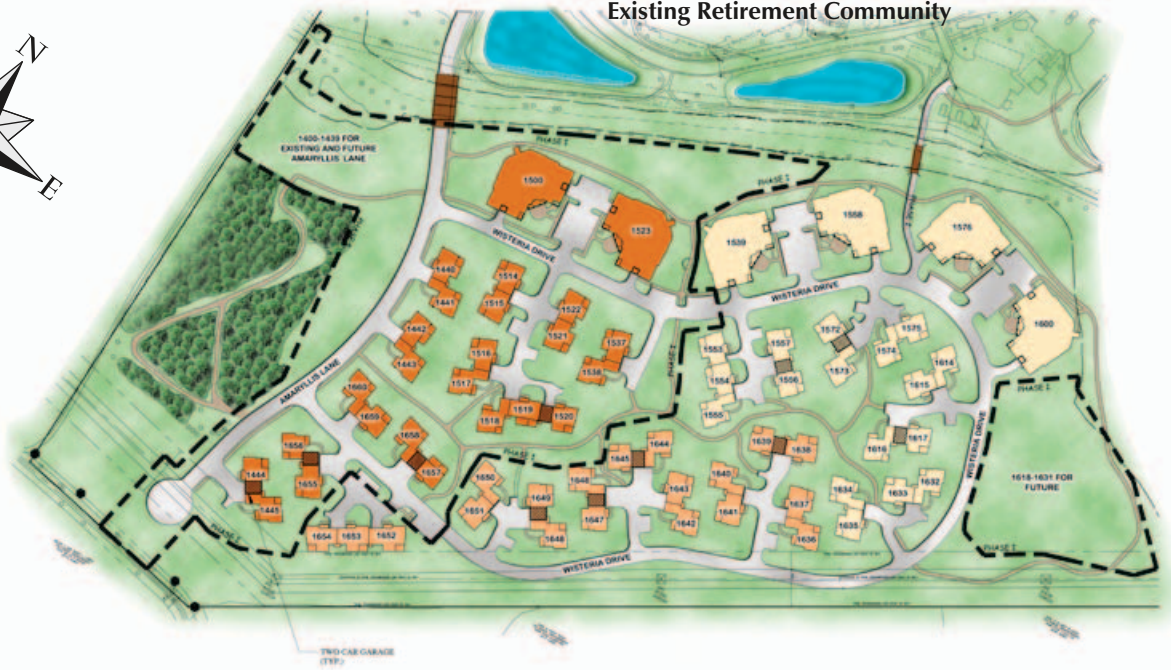 Existing Retirement Community
N
E
1400-1439 FOR
EXISTING AND FUTURE
AMARYLLIS LANE
PHASE I
PHASE I
1500
1523
1539
1558
1576
1600
WISTERIA DRIVE
WISTERIA DRIVE
1440
1441
1514
1515
1522
1521
1537
1538
1442
1443
1516
1517
1518
1519
1520
PHASE I
1553
1554
1555
1557
1556
1572
1573
1575
1574
1614
1615
1616
1617
AMARYLLIS LANE
1660
1659
1658
1657
1656
1655
1444
1445
1654
1653
1652
PHASE I
PHASE I
1650
1651
1649
1648
1647
1645
1644
1643
1642
1640
1641
1639
1638
1637
1636
1634
1635
1633
1632
WISTERIA DRIVE
WISTERIA DRIVE
PHASE I
1618-1631 FOR
FUTURE
PHASE I
TWO CAR GARAGE
(TYP.)